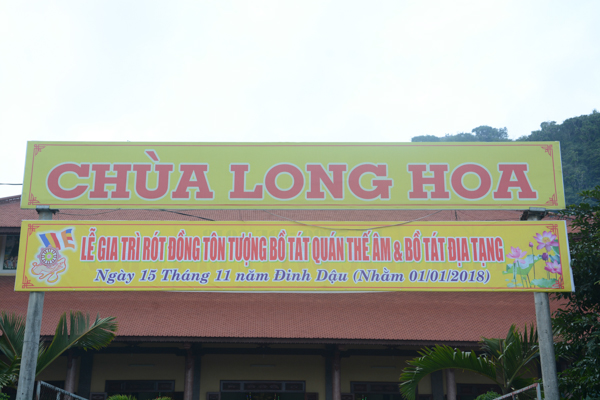 CHÙA LONG HOA
LỄ GIA TRÌ RÓT ĐỒNG TÔN TƯỢNG BỒ TÁT QUÁN THẾ ÂM & BỒ TÁT ĐỊA TẠNG
Ngày 15 Tháng 11 năm Đinh Dậu (Nhằm 01/01/2018)